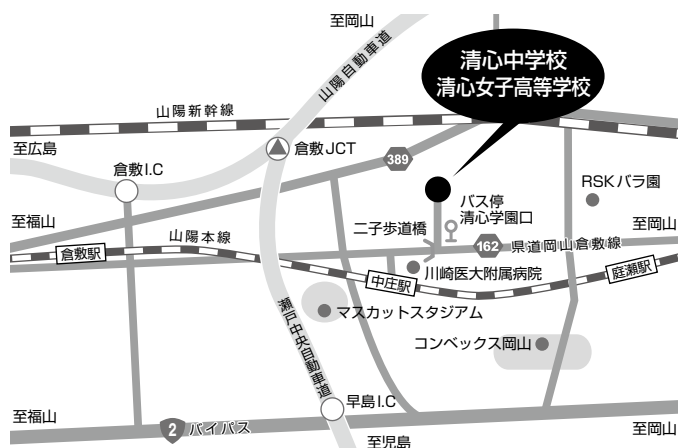 至岡山
山陽自動車道
清心中学校
清心女子高等学校
山陽新幹線
至広島
倉敷JCT
389
倉敷I.C
RSKバラ園
バス停
清心学園口
至福山
二子歩道橋
至岡山
山陽本線
162
県道岡山倉敷線
倉敷駅
川崎医大附属病院
中庄駅
庭瀬駅
瀬戸中央自動車道
マスカットスタジアム
コンベックス岡山
早島I.C
至福山
2
バイパス
至岡山
至児島